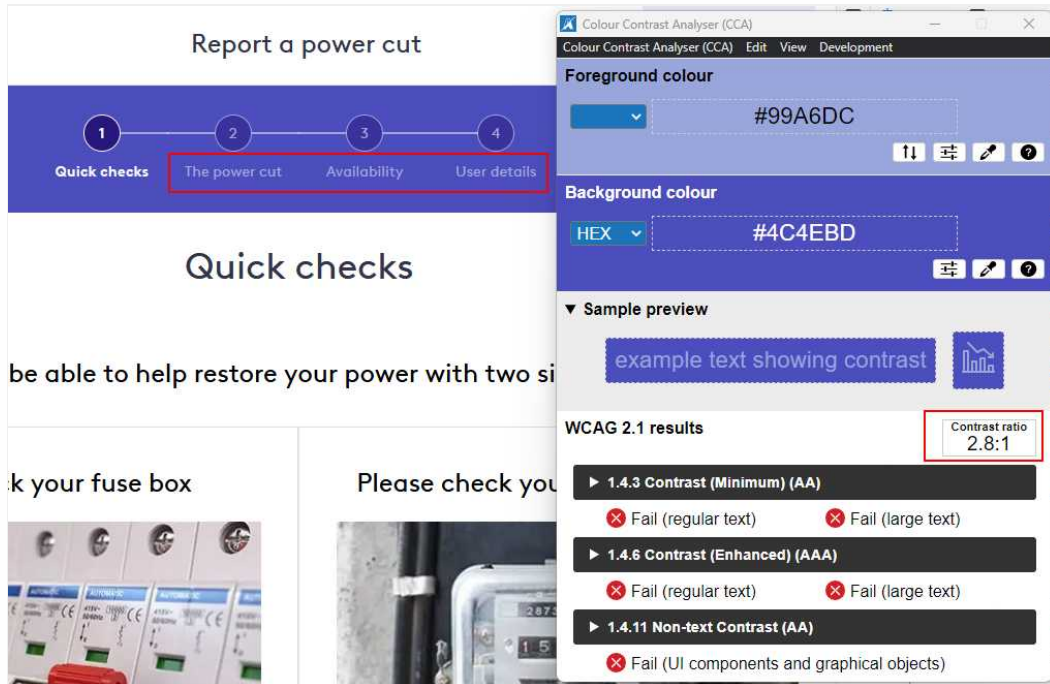 Report a power cut
1
2
3
4
Quick checks
The power cut
Availability
User details
Quick checks
be able to help restore your power with two si
k your fuse box
Please check you
AUTOMATIC
AUTOMATIC
AUTOMATIC
CE
CE
Colour Contrast Analyser (CCA)
Colour Contrast Analyser (CCA) Edit View Development
Foreground colour
#99A6DC
Background colour
HEX
#4C4EBD
▼ Sample preview
example text showing contrast
WCAG 2.1 results
Contrast ratio
2.8:1
▶ 1.4.3 Contrast (Minimum) (AA)
Fail (regular text)
Fail (large text)
▶ 1.4.6 Contrast (Enhanced) (AAA)
Fail (regular text)
Fail (large text)
▶ 1.4.11 Non-text Contrast (AA)
Fail (UI components and graphical objects)